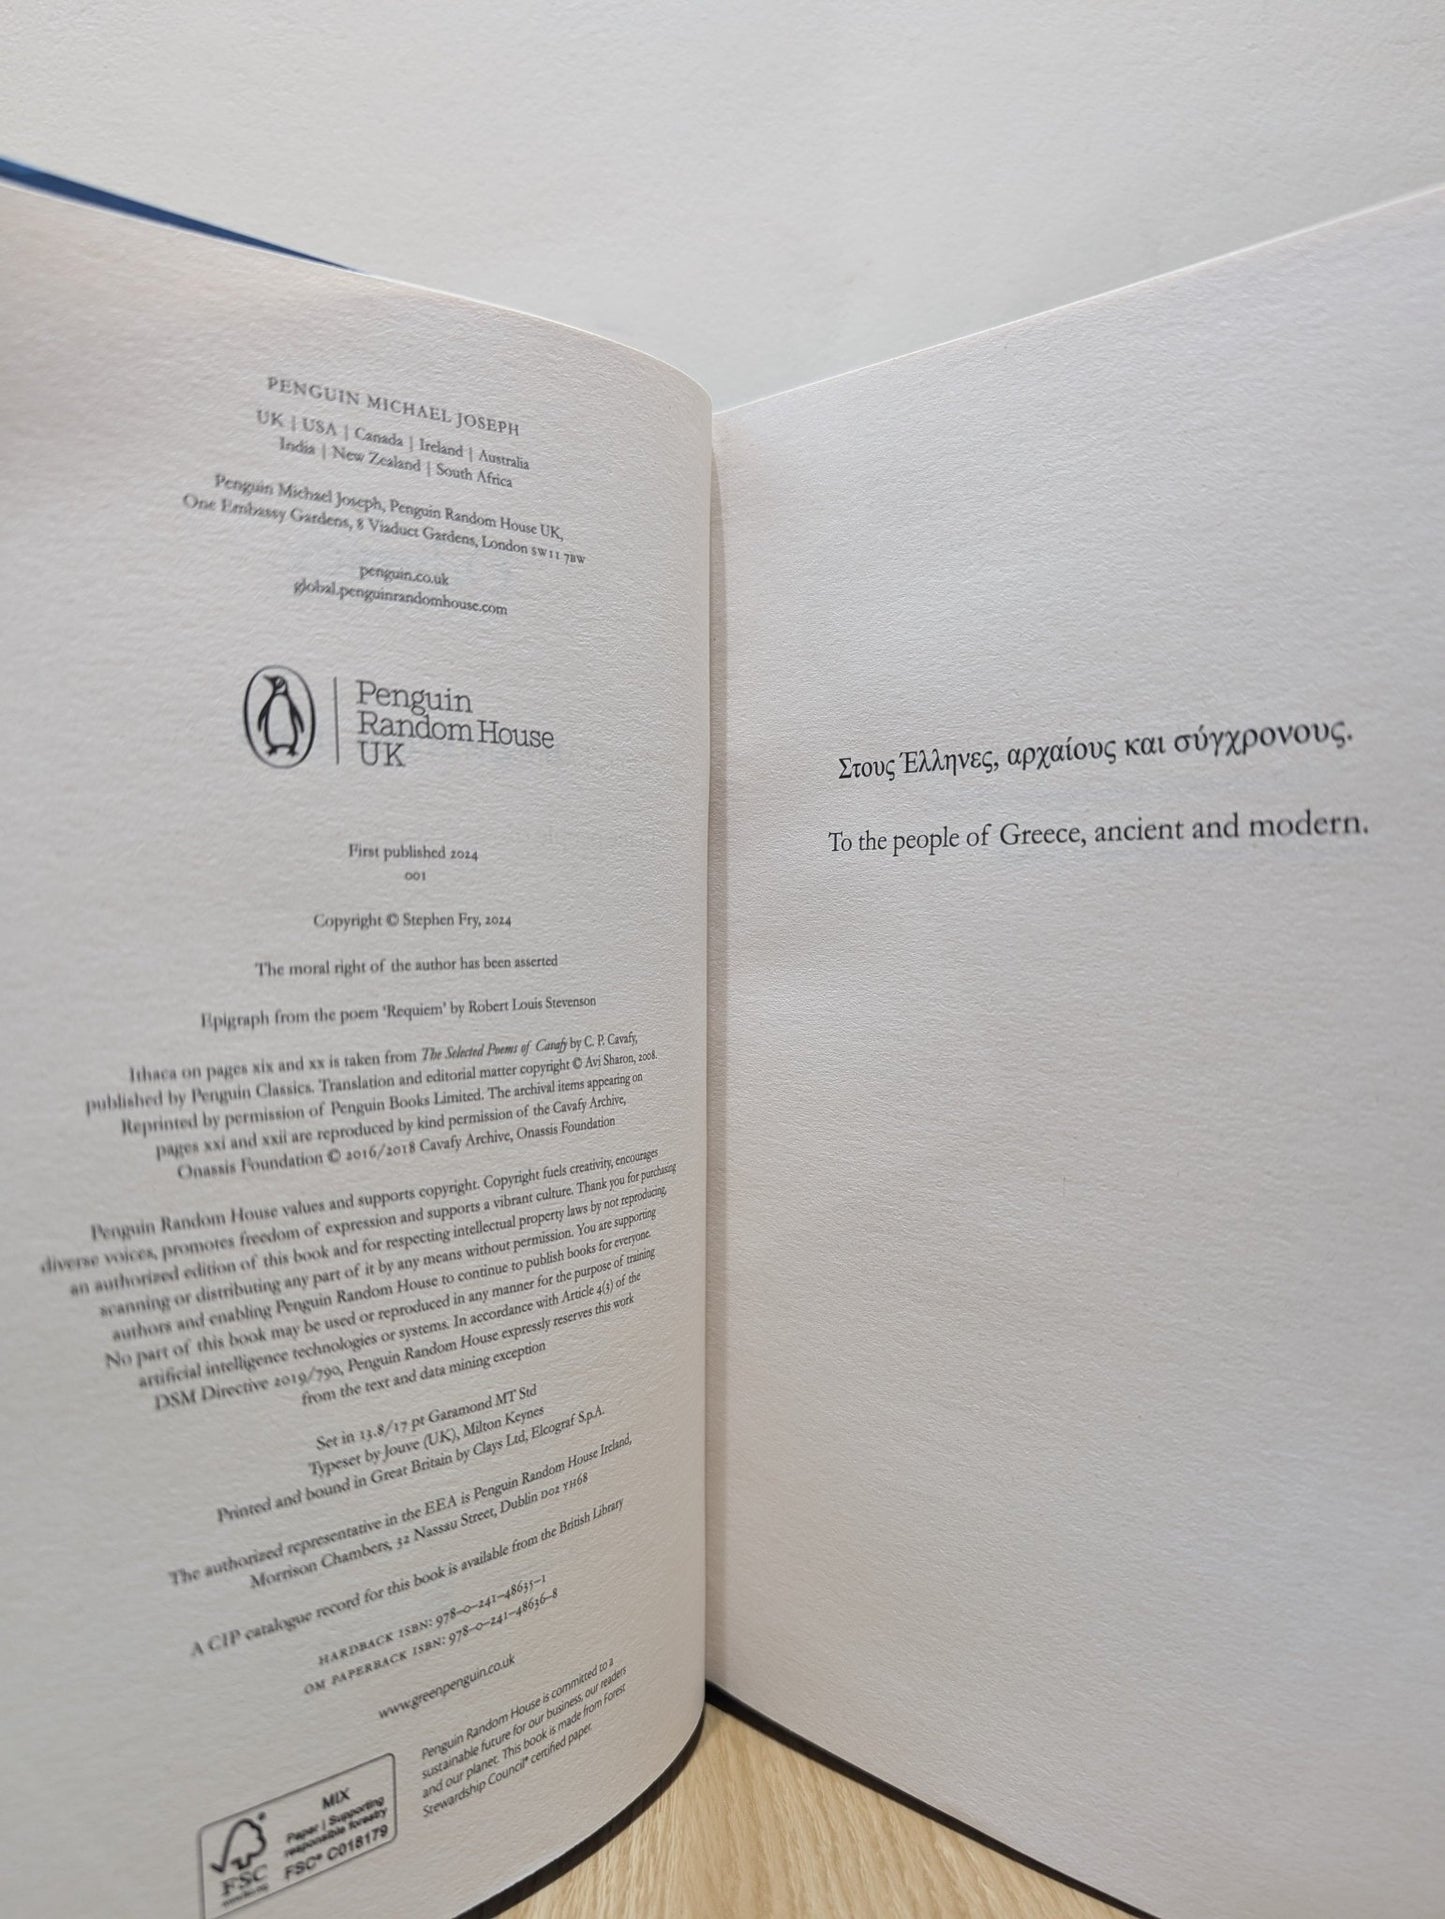 PENGUIN MICHAEL JOSEPH
UK | USA | Canada | Ireland | Australia
India | New Zealand | South Africa
Penguin Michael Joseph, Penguin Random House UK,
One Embassy Gardens, 8 Viaduct Gardens, London SW11 7BW
penguin.co.uk
global.penguinrandomhouse.com
Penguin
Random House
UK
First published 2024
001
Copyright © Stephen Fry, 2024
The moral right of the author has been asserted
Epigraph from the poem ‘Requiem’ by Robert Louis Stevenson
Ithaca on pages xix and xx is taken from The Selected Poems of Cavafy by C. P. Cavafy,
published by Penguin Classics. Translation and editorial matter copyright © Avi Sharon, 2008.
Reprinted by permission of Penguin Books Limited. The archival items appearing on
pages xxi and xxii are reproduced by kind permission of the Cavafy Archive,
Onassis Foundation © 2016/2018 Cavafy Archive, Onassis Foundation
Penguin Random House values and supports copyright. Copyright fuels creativity, encourages
diverse voices, promotes freedom of expression and supports a vibrant culture. Thank you for purchasing
an authorized edition of this book and for respecting intellectual property laws by not reproducing,
scanning or distributing any part of it by any means without permission. You are supporting
authors and enabling Penguin Random House to continue to publish books for everyone.
No part of this book may be used or reproduced in any manner for the purpose of training
artificial intelligence technologies or systems. In accordance with Article 4(3) of the
DSM Directive 2019/790, Penguin Random House expressly reserves this work
from the text and data mining exception
Set in 13.8/17 pt Garamond MT Std
Typeset by Jouve (UK), Milton Keynes
Printed and bound in Great Britain by Clays Ltd, Elcograf S.p.A.
The authorized representative in the EEA is Penguin Random House Ireland,
Morrison Chambers, 32 Nassau Street, Dublin D02 YH68
A CIP catalogue record for this book is available from the British Library
HARDBACK ISBN: 978–0–241–48635–1
OM PAPERBACK ISBN: 978–0–241–48636–8
www.greenpenguin.co.uk
Penguin Random House is committed to a
sustainable future for our business, our readers
and our planet. This book is made from Forest
Stewardship Council® certified paper.
MIX
Paper | Supporting
responsible forestry
FSC® C018179
FSC
Στους Έλληνες, αρχαίους και σύγχρονους.
To the people of Greece, ancient and modern.